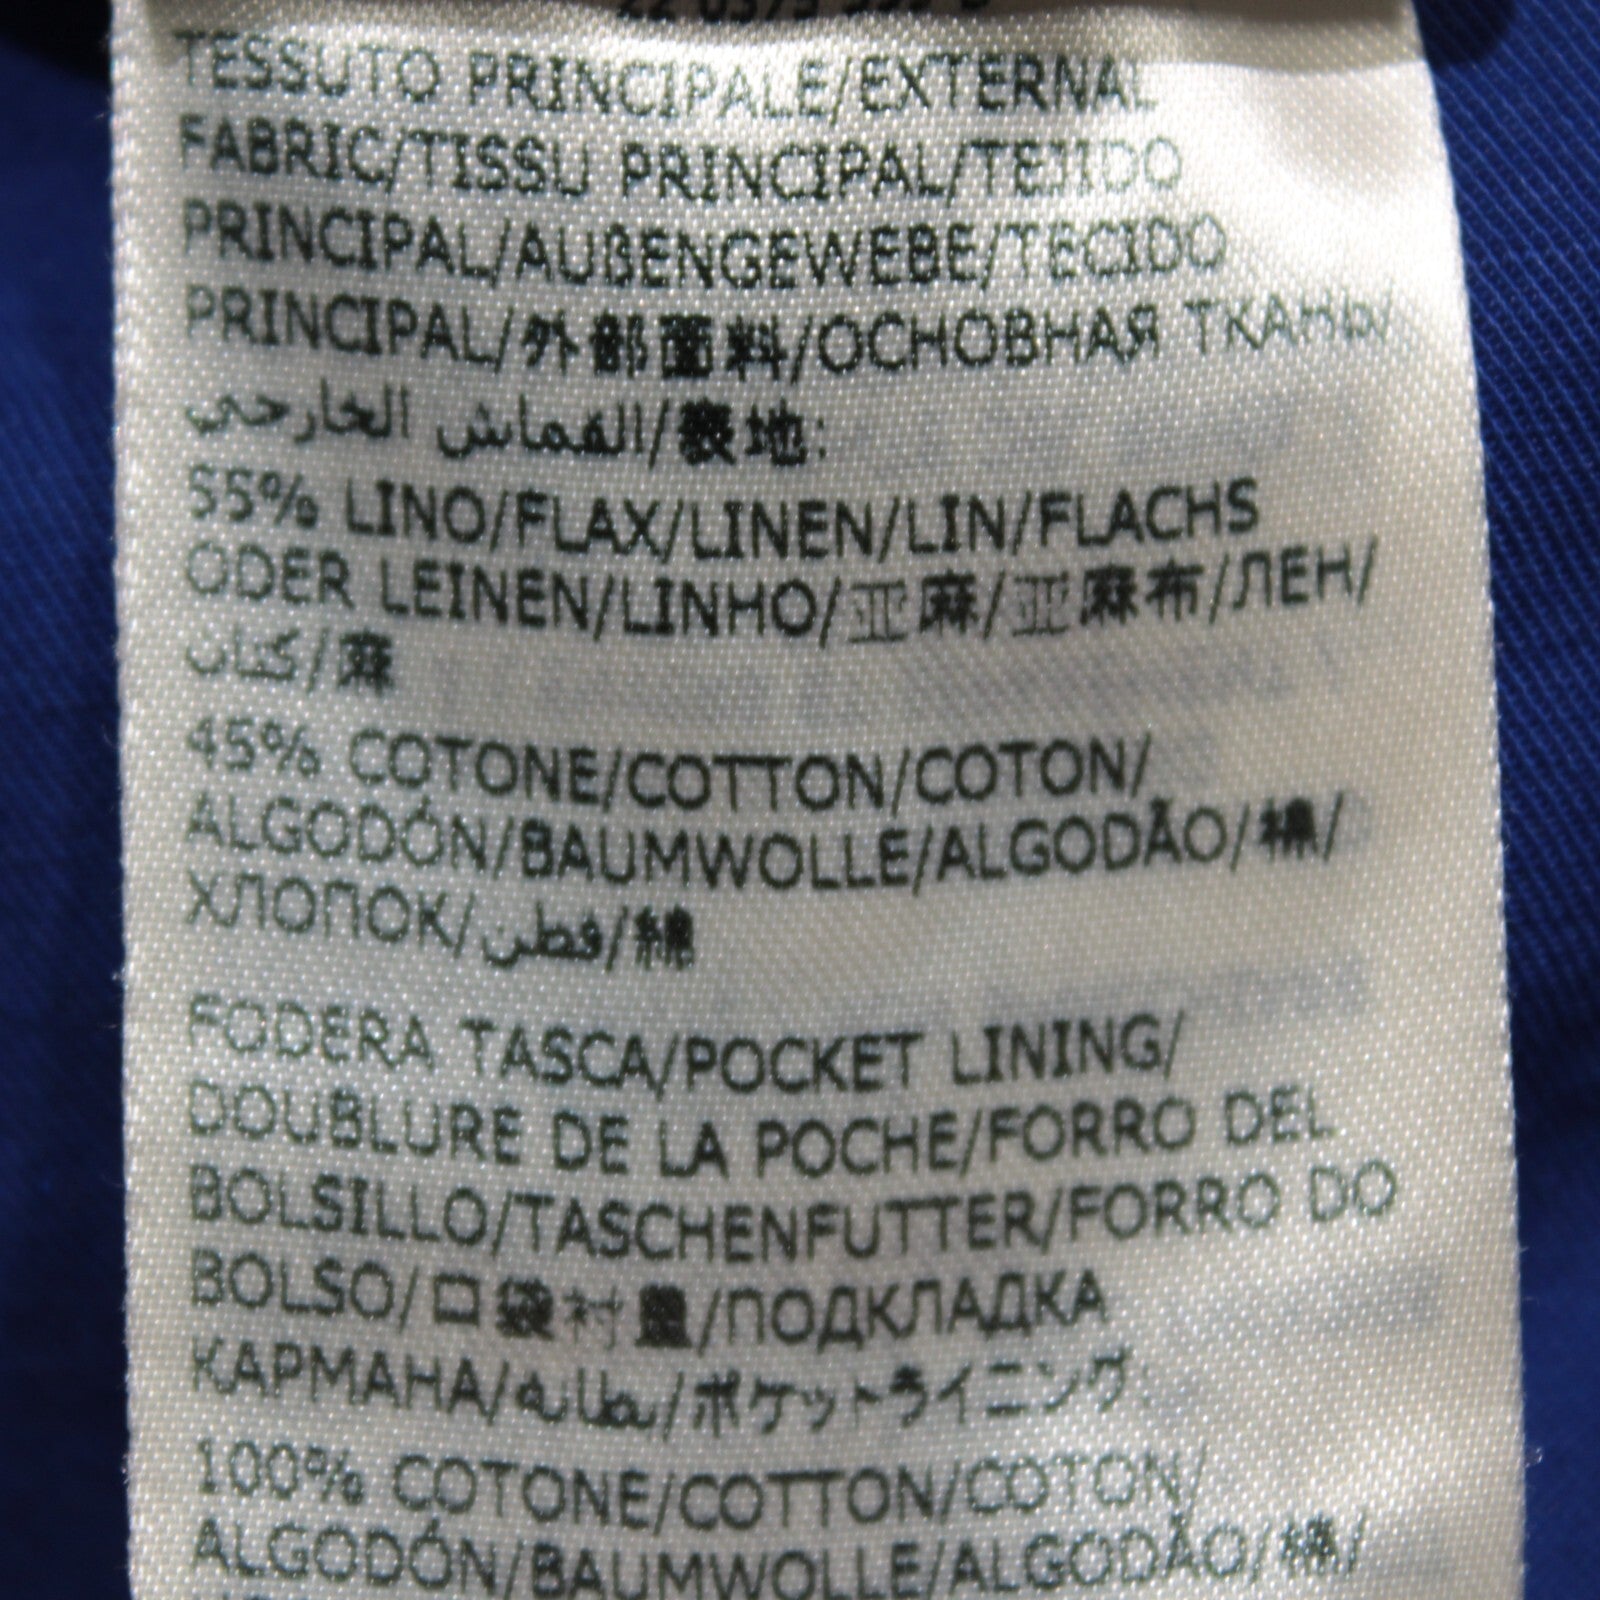 TESSUTO PRINCIPALE/EXTERNAL
FABRIC/TISSU PRINCIPAL/TEJIDO
PRINCIPAL/AUßENGEWEBE/TECIDO
PRINCIPAL/外部面料/ОСНОВНАЯ ТКАНЬ/
القماش الخارجي/表地:
55% LINO/FLAX/LINEN/LIN/FLACHS
ODER LEINEN/LINHO/亚麻/亚麻布/ЛЕН/
كتان/麻
45% COTONE/COTTON/COTON/
ALGODÓN/BAUMWOLLE/ALGODÃO/棉/
ХЛОПОК/قطن/綿
FODERA TASCA/POCKET LINING/
DOUBLURE DE LA POCHE/FORRO DEL
BOLSILLO/TASCHENFUTTER/FORRO DO
BOLSO/口袋衬量/ПОДКЛАДКА
КАРМАНА/بطانه/ポケットライニング:
100% COTONE/COTTON/COTON/
ALGODÓN/BAUMWOLLE/ALGODÃO/棉/